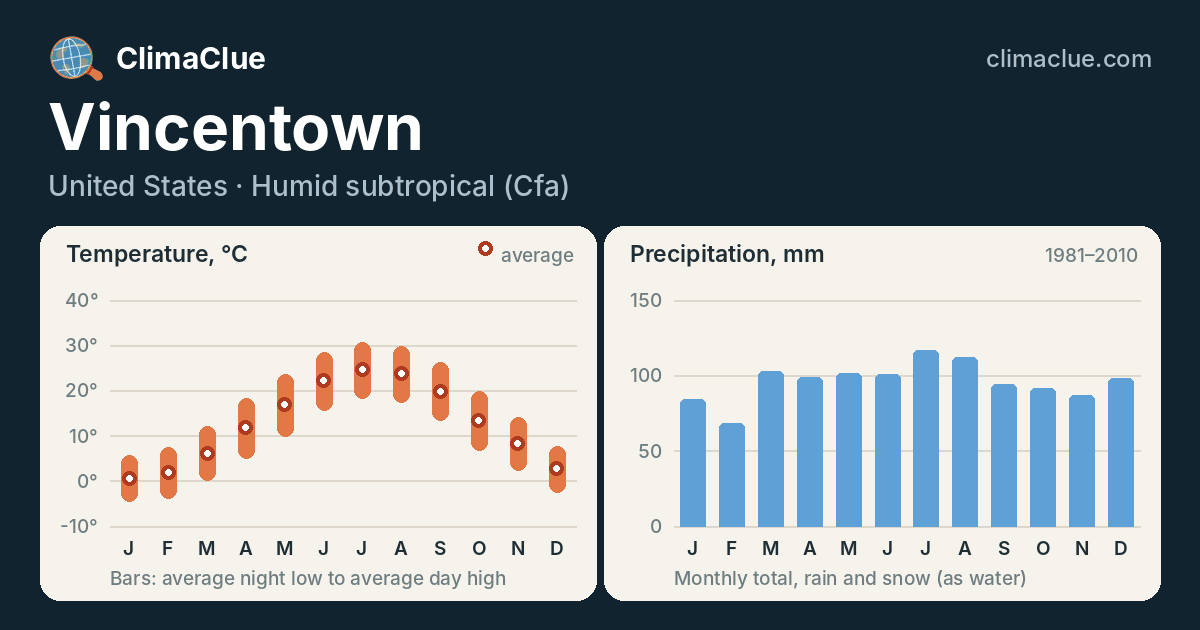 ClimaClue
climaclue.com
Vincentown
United States · Humid subtropical (Cfa)
Temperature, °C
average
40°
30°
20°
10°
0°
-10°
J F M A M J J A S O N D
Bars: average night low to average day high
Precipitation, mm
1981–2010
150
100
50
0
J F M A M J J A S O N D
Monthly total, rain and snow (as water)